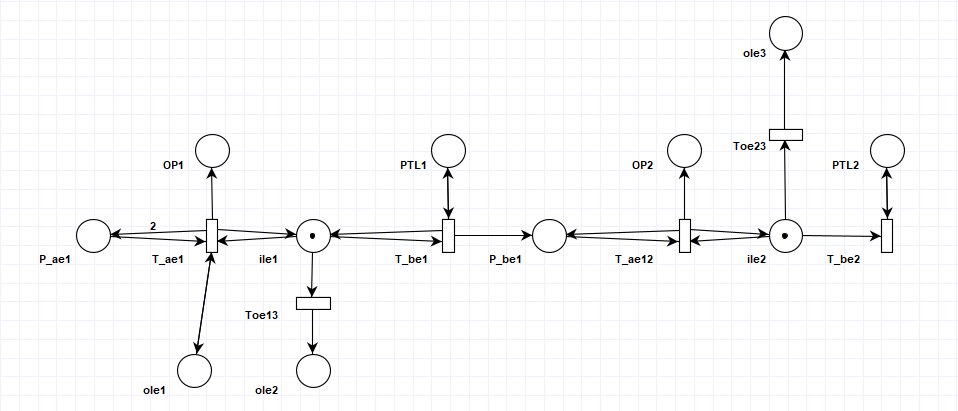 ole3
Toe23
OP1
PTL1
OP2
PTL2
2
P_ae1
T_ae1
ile1
T_be1
P_be1
T_ae12
ile2
T_be2
Toe13
ole1
ole2